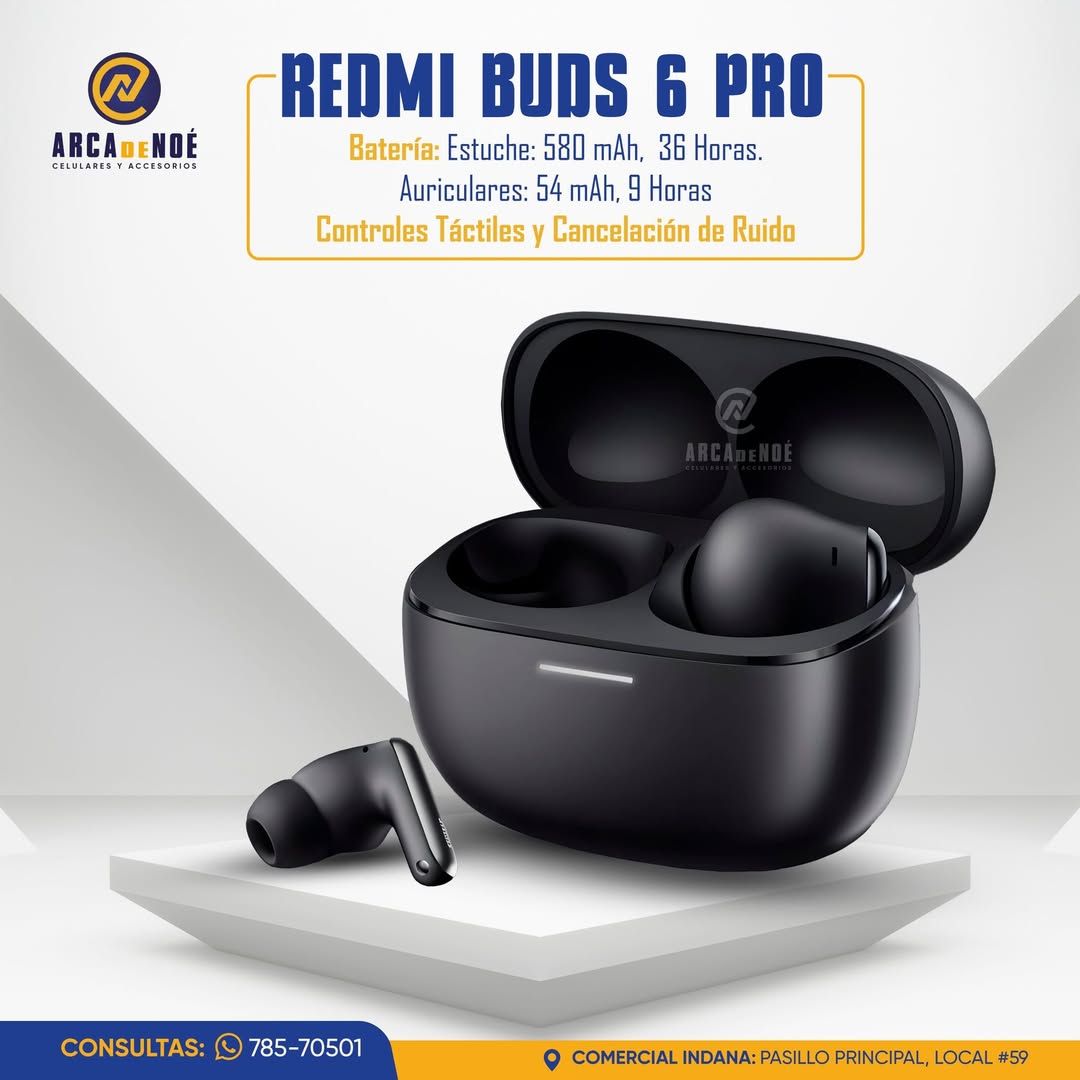 ARCA DE NOÉ
CELULARES Y ACCESORIOS
REDMI BUDS 6 PRO
Batería: Estuche: 580 mAh, 36 Horas.
Auriculares: 54 mAh, 9 Horas
Controles Táctiles y Cancelación de Ruido
ARCA DE NOÉ
CELULARES Y ACCESORIOS
CONSULTAS: 785-70501
COMERCIAL INDANA: PASILLO PRINCIPAL, LOCAL #59